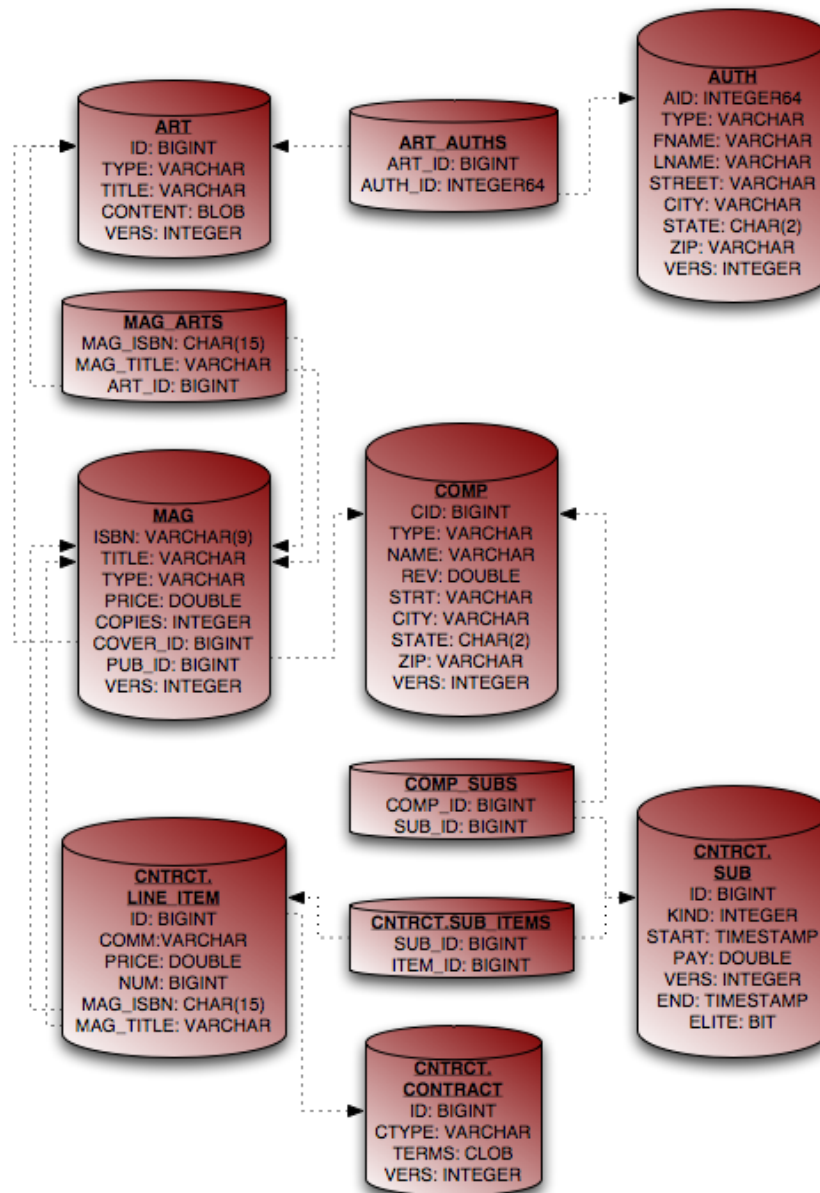 ART
ID: BIGINT
TYPE: VARCHAR
TITLE: VARCHAR
CONTENT: BLOB
VERS: INTEGER
ART_AUTHS
ART_ID: BIGINT
AUTH_ID: INTEGER64
AUTH
AID: INTEGER64
TYPE: VARCHAR
FNAME: VARCHAR
LNAME: VARCHAR
STREET: VARCHAR
CITY: VARCHAR
STATE: CHAR(2)
ZIP: VARCHAR
VERS: INTEGER
MAG_ARTS
MAG_ISBN: CHAR(15)
MAG_TITLE: VARCHAR
ART_ID: BIGINT
MAG
ISBN: VARCHAR(9)
TITLE: VARCHAR
TYPE: VARCHAR
PRICE: DOUBLE
COPIES: INTEGER
COVER_ID: BIGINT
PUB_ID: BIGINT
VERS: INTEGER
COMP
CID: BIGINT
TYPE: VARCHAR
NAME: VARCHAR
REV: DOUBLE
STRT: VARCHAR
CITY: VARCHAR
STATE: CHAR(2)
ZIP: VARCHAR
VERS: INTEGER
COMP_SUBS
COMP_ID: BIGINT
SUB_ID: BIGINT
CNTRCT.
LINE_ITEM
ID: BIGINT
COMM:VARCHAR
PRICE: DOUBLE
NUM: BIGINT
MAG_ISBN: CHAR(15)
MAG_TITLE: VARCHAR
CNTRCT.SUB_ITEMS
SUB_ID: BIGINT
ITEM_ID: BIGINT
CNTRCT.
SUB
ID: BIGINT
KIND: INTEGER
START: TIMESTAMP
PAY: DOUBLE
VERS: INTEGER
END: TIMESTAMP
ELITE: BIT
CNTRCT.
CONTRACT
ID: BIGINT
CTYPE: VARCHAR
TERMS: CLOB
VERS: INTEGER